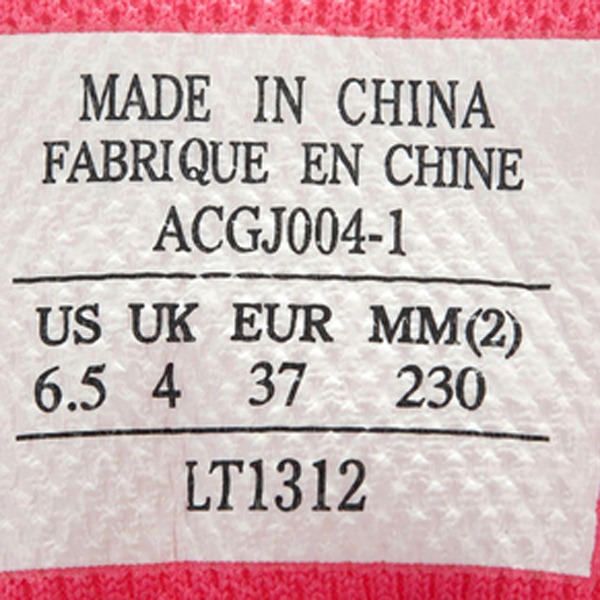 MADE IN CHINA
FABRIQUE EN CHINE
ACGJ004-1
US UK EUR MM(2)
6.5 4 37 230
LT1312